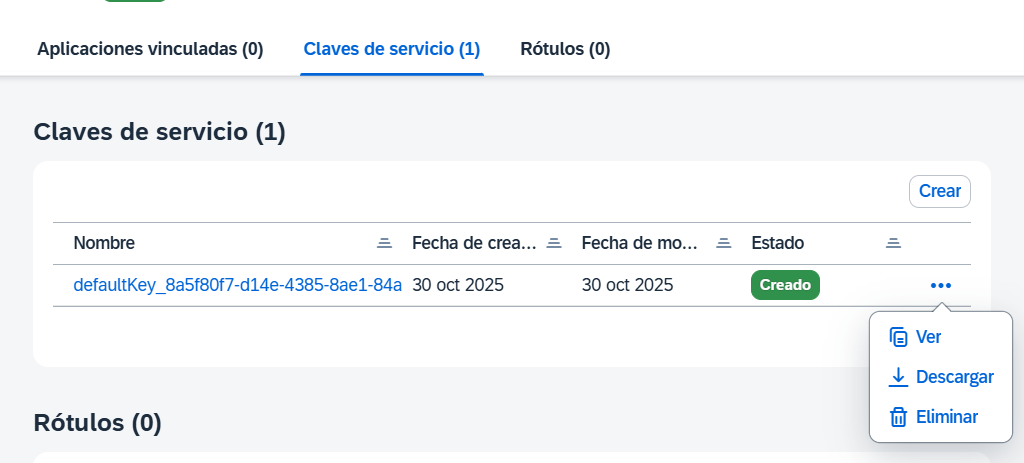 Aplicaciones vinculadas (0) Claves de servicio (1) Rótulos (0)
Claves de servicio (1)
Crear
Nombre Fecha de crea... Fecha de mo... Estado
defaultKey_8a5f80f7-d14e-4385-8ae1-84a 30 oct 2025 30 oct 2025 Creado •••
Ver
Descargar
Eliminar
Rótulos (0)